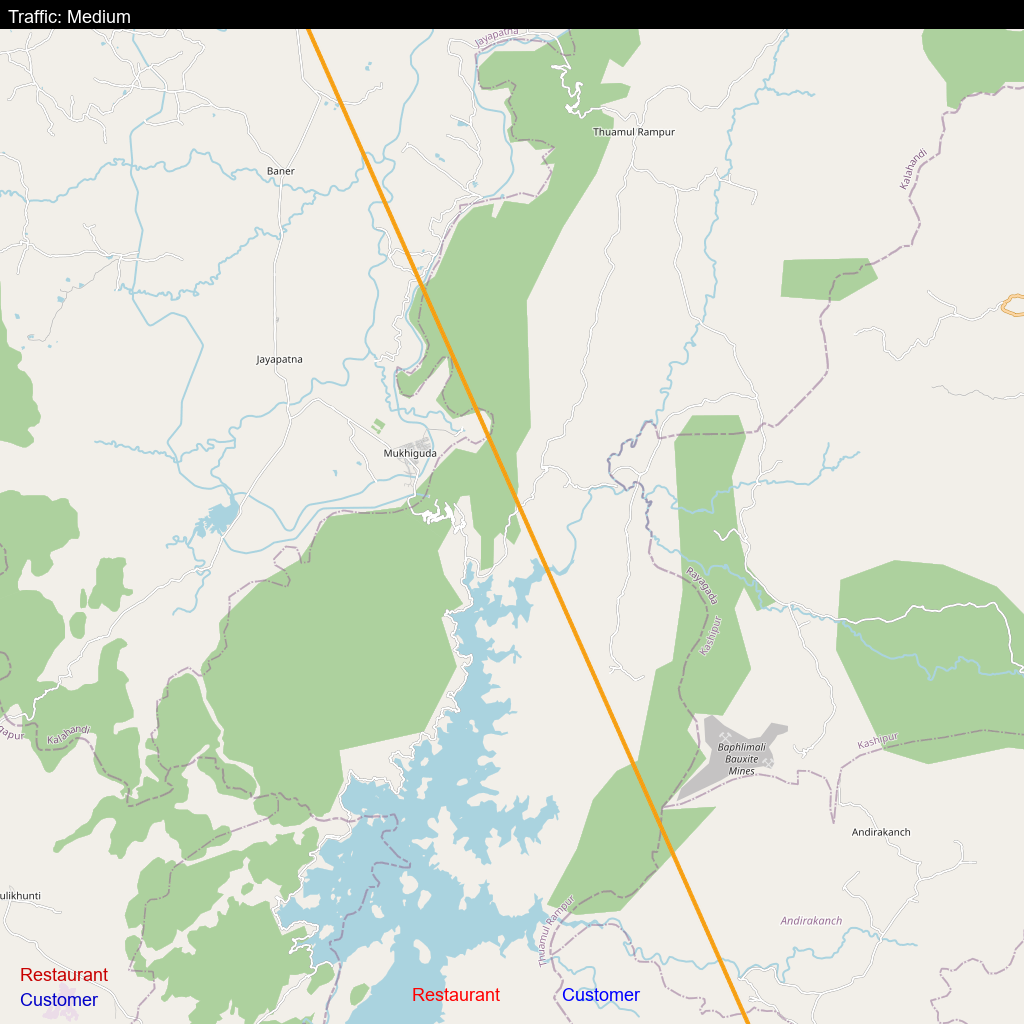 Traffic: Medium
Jayapatna
Thuamul Rampur
Kalahandi
Baner
Jayapatna
Mukhiguda
Rayagada
Kashipur
Kalahandi
Kashipur
Baphlimali
Bauxite
Mines
Andirakanch
ulikhunti
Andirakanch
Thuamul Rampur
Restaurant
Customer
Restaurant
Customer